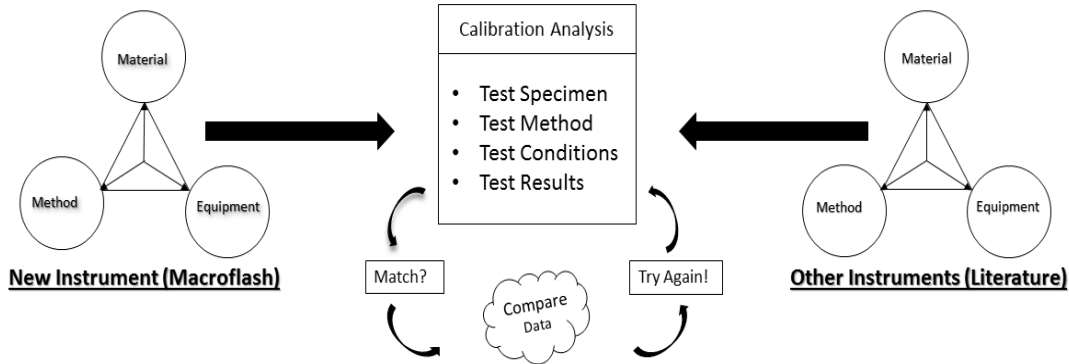 Material
Method
Equipment
New Instrument (Macroflash)
Calibration Analysis
• Test Specimen
• Test Method
• Test Conditions
• Test Results
Match?
Compare
Data
Try Again!
Material
Method
Equipment
Other Instruments (Literature)